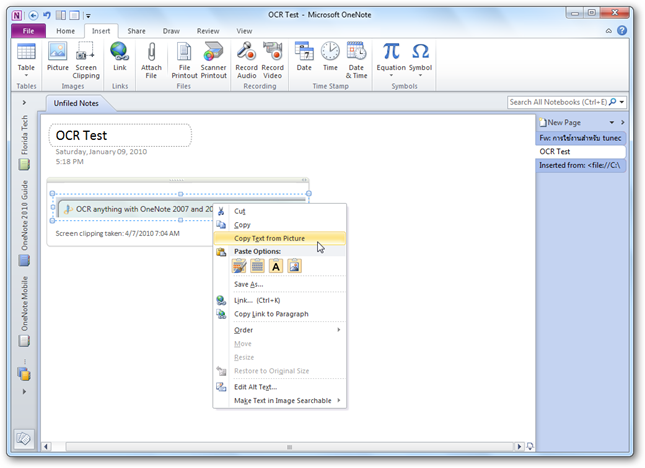 OCR Test - Microsoft OneNote
File Home Insert Share Draw Review View
Table
Picture
Screen Clipping
Link
Attach File
File Printout
Scanner Printout
Record Audio
Record Video
Date
Time
Date & Time
Equation
Symbol
Tables Images Links Files Recording Time Stamp Symbols
Unfiled Notes
Search All Notebooks (Ctrl+E)
Florida Tech
OneNote 2010 Guide
OneNote Mobile
New Page
Fw: การใช้งานสำหรับ tunec
OCR Test
Inserted from: <file://C:\
OCR Test
Saturday, January 09, 2010
5:18 PM
OCR anything with OneNote 2007 and 20
Screen clipping taken: 4/7/2010 7:04 AM
Cut
Copy
Copy Text from Picture
Paste Options:
A
Save As...
Link... (Ctrl+K)
Copy Link to Paragraph
Order
Move
Resize
Restore to Original Size
Edit Alt Text...
Make Text in Image Searchable